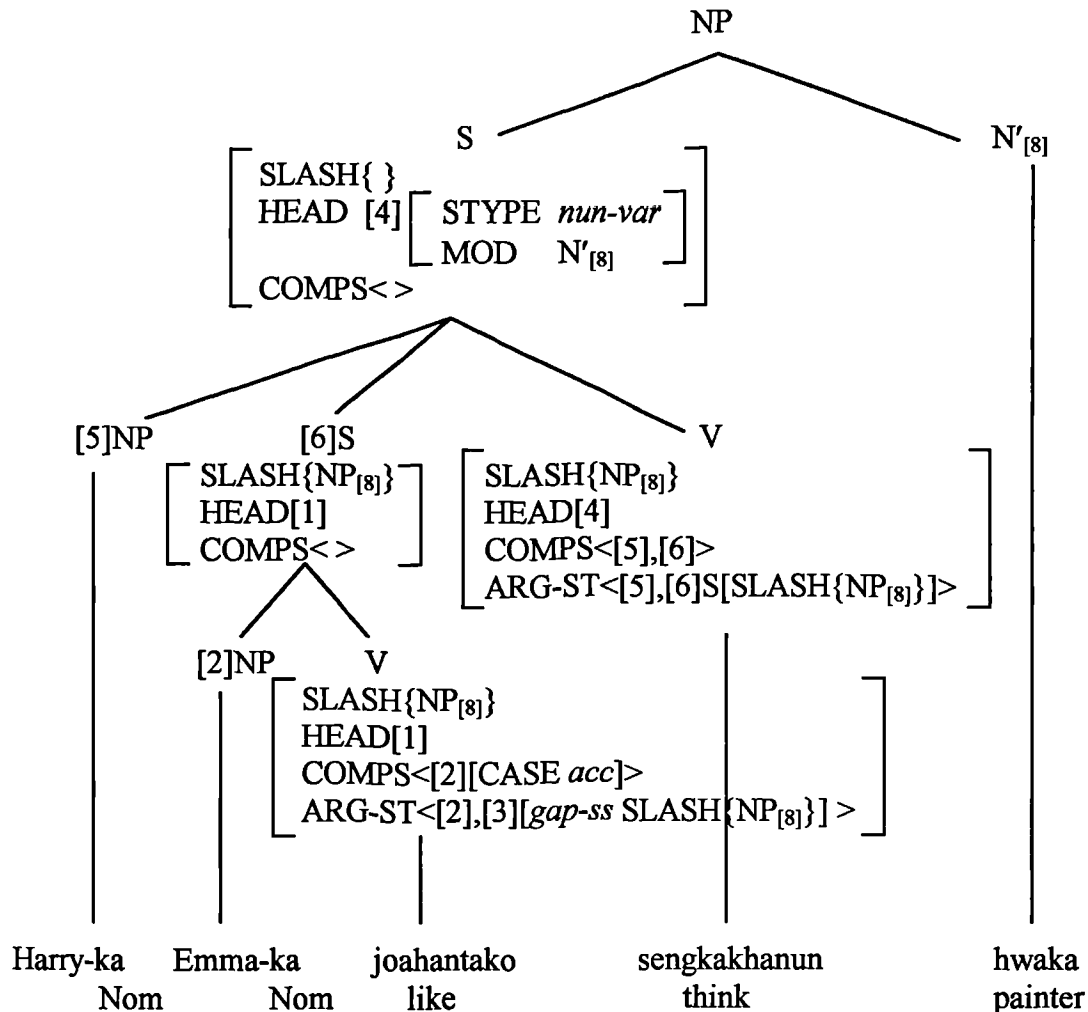 NP
S
N′[8]
SLASH{ }
HEAD [4]
STYPE nun-var
MOD N′[8]
COMPS< >
[5]NP
[6]S
V
SLASH{NP[8]}
HEAD[1]
COMPS< >
SLASH{NP[8]}
HEAD[4]
COMPS<[5],[6]>
ARG-ST<[5],[6]S[SLASH{NP[8]}]>
[2]NP
V
SLASH{NP[8]}
HEAD[1]
COMPS<[2][CASE acc]>
ARG-ST<[2],[3][gap-ss SLASH{NP[8]}] >
Harry-ka Emma-ka joahantako sengkakhanun hwaka
Nom Nom like think painter